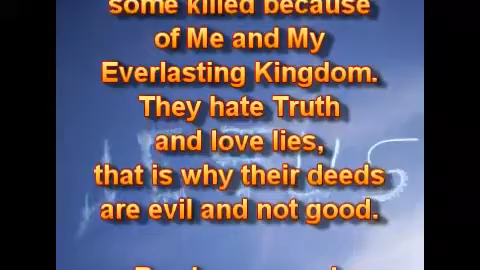 some killed because
of Me and My
Everlasting Kingdom.
They hate Truth
and love lies,
that is why their deeds
are evil and not good.
JESUS